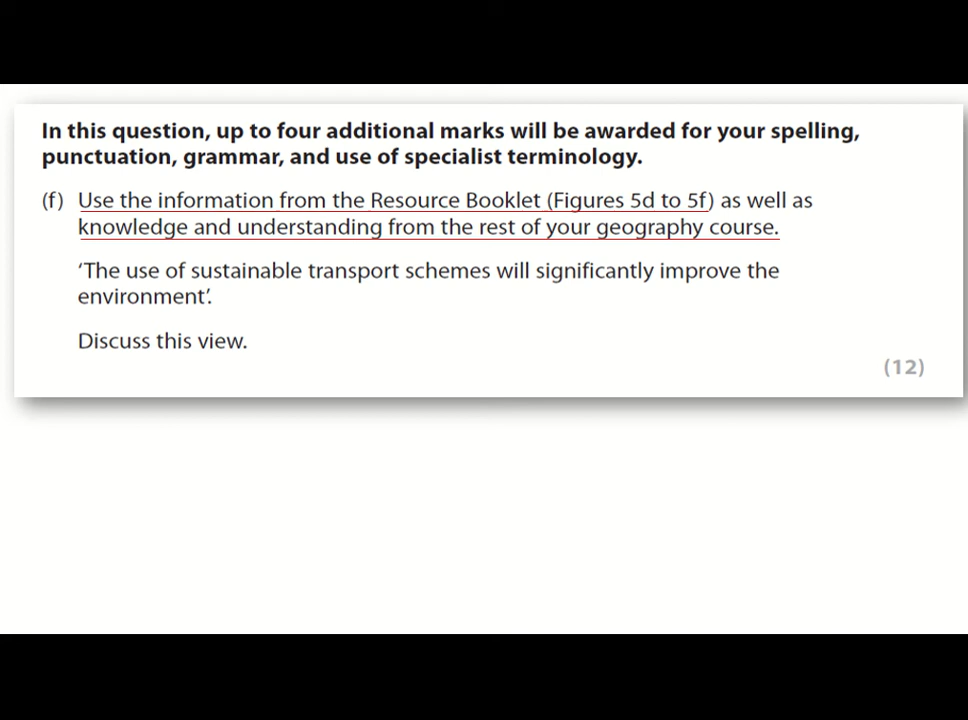 In this question, up to four additional marks will be awarded for your spelling,
punctuation, grammar, and use of specialist terminology.
(f) Use the information from the Resource Booklet (Figures 5d to 5f) as well as
knowledge and understanding from the rest of your geography course.
‘The use of sustainable transport schemes will significantly improve the
environment’.
Discuss this view.
(12)